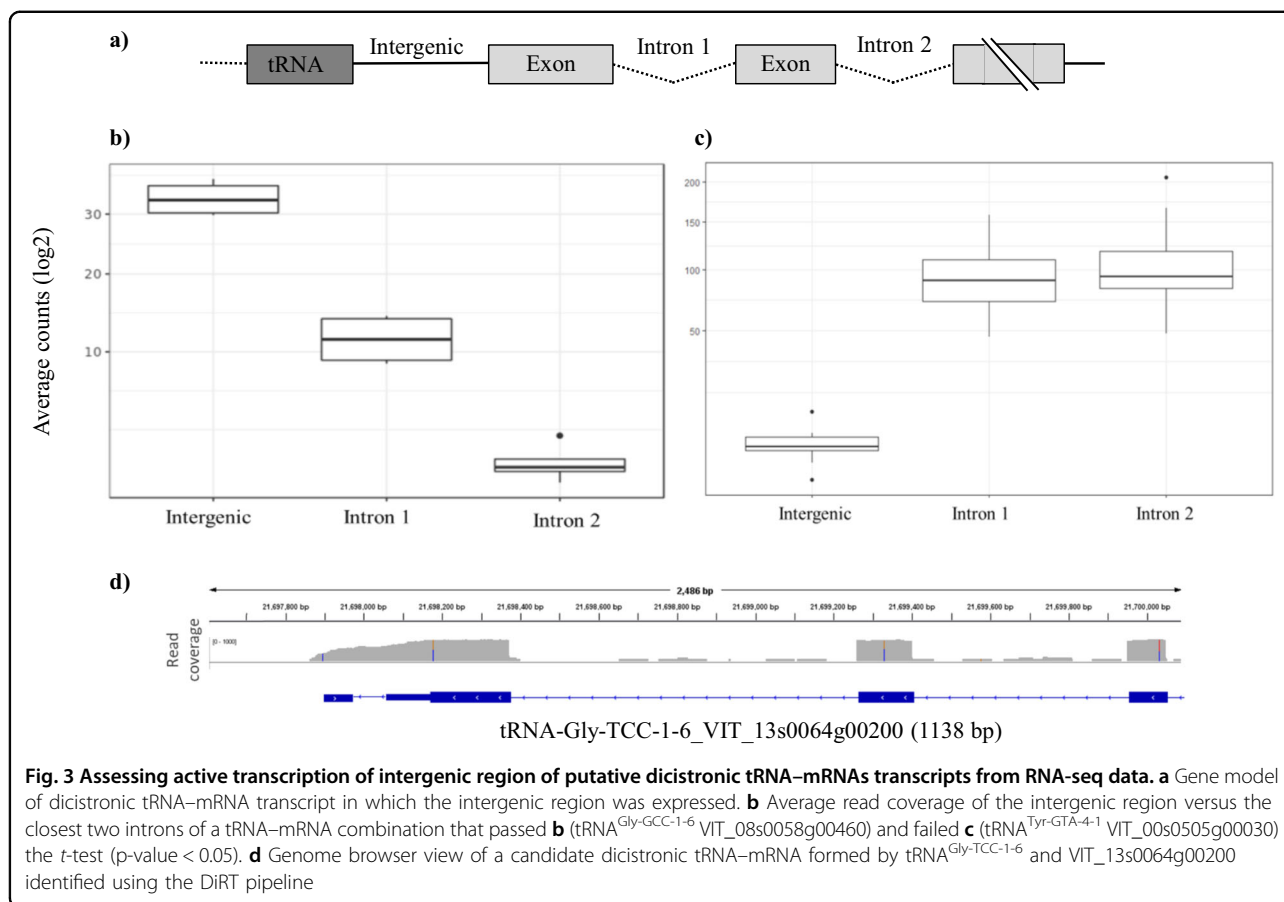 a)
tRNA
Intergenic
Exon
Intron 1
Exon
Intron 2
b)
Average counts (log2)
30
20
10
Intergenic
Intron 1
Intron 2
c)
200
150
100
50
Intergenic
Intron 1
Intron 2
d)
2,486 bp
21,697,800 bp 21,698,000 bp 21,698,200 bp 21,698,400 bp 21,698,600 bp 21,698,800 bp 21,699,000 bp 21,699,200 bp 21,699,400 bp 21,699,600 bp 21,699,800 bp 21,700,000 bp
Read
coverage
[0 - 1000]
tRNA-Gly-TCC-1-6_VIT_13s0064g00200 (1138 bp)
Fig. 3 Assessing active transcription of intergenic region of putative dicistronic tRNA–mRNAs transcripts from RNA-seq data. a Gene model
of dicistronic tRNA–mRNA transcript in which the intergenic region was expressed. b Average read coverage of the intergenic region versus the
closest two introns of a tRNA–mRNA combination that passed b (tRNAGly-GCC-1-6 VIT_08s0058g00460) and failed c (tRNATyr-GTA-4-1 VIT_00s0505g00030)
the t-test (p-value < 0.05). d Genome browser view of a candidate dicistronic tRNA–mRNA formed by tRNAGly-TCC-1-6 and VIT_13s0064g00200
identified using the DiRT pipeline